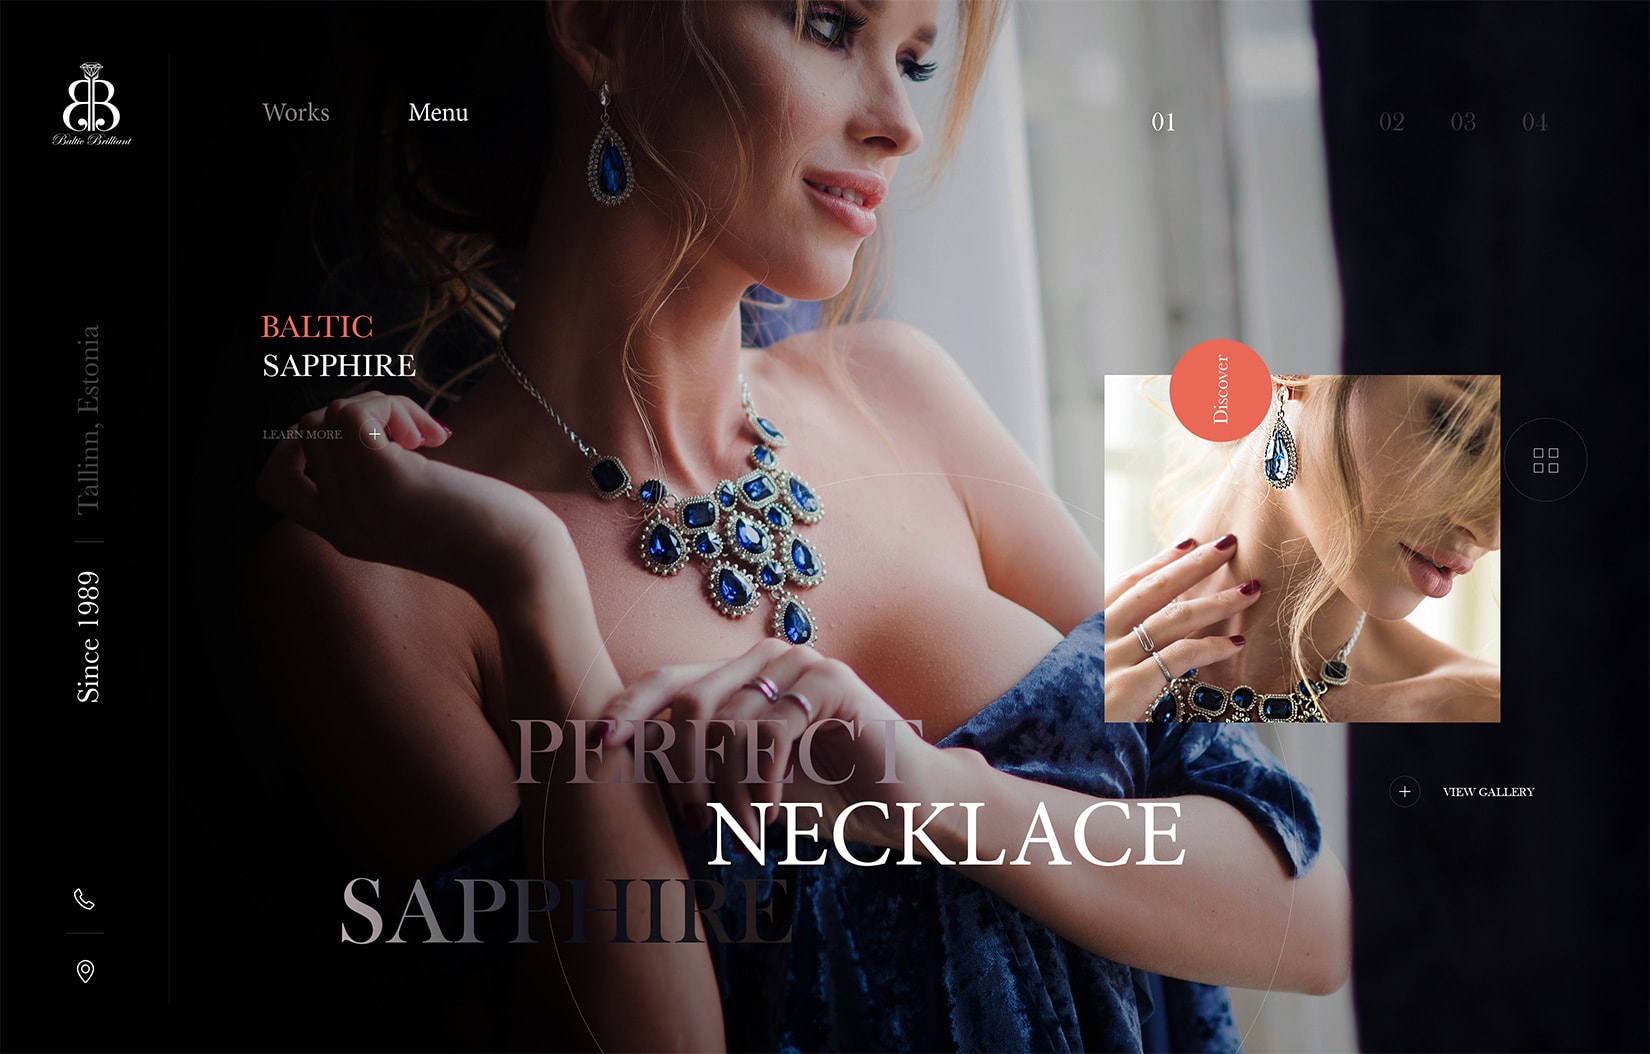 Baltic Brilliant
Works
Menu
01
02
03
04
BALTIC
SAPPHIRE
LEARN MORE
Discover
Tallinn, Estonia
Since 1989
PERFECT
NECKLACE
SAPPHIRE
VIEW GALLERY